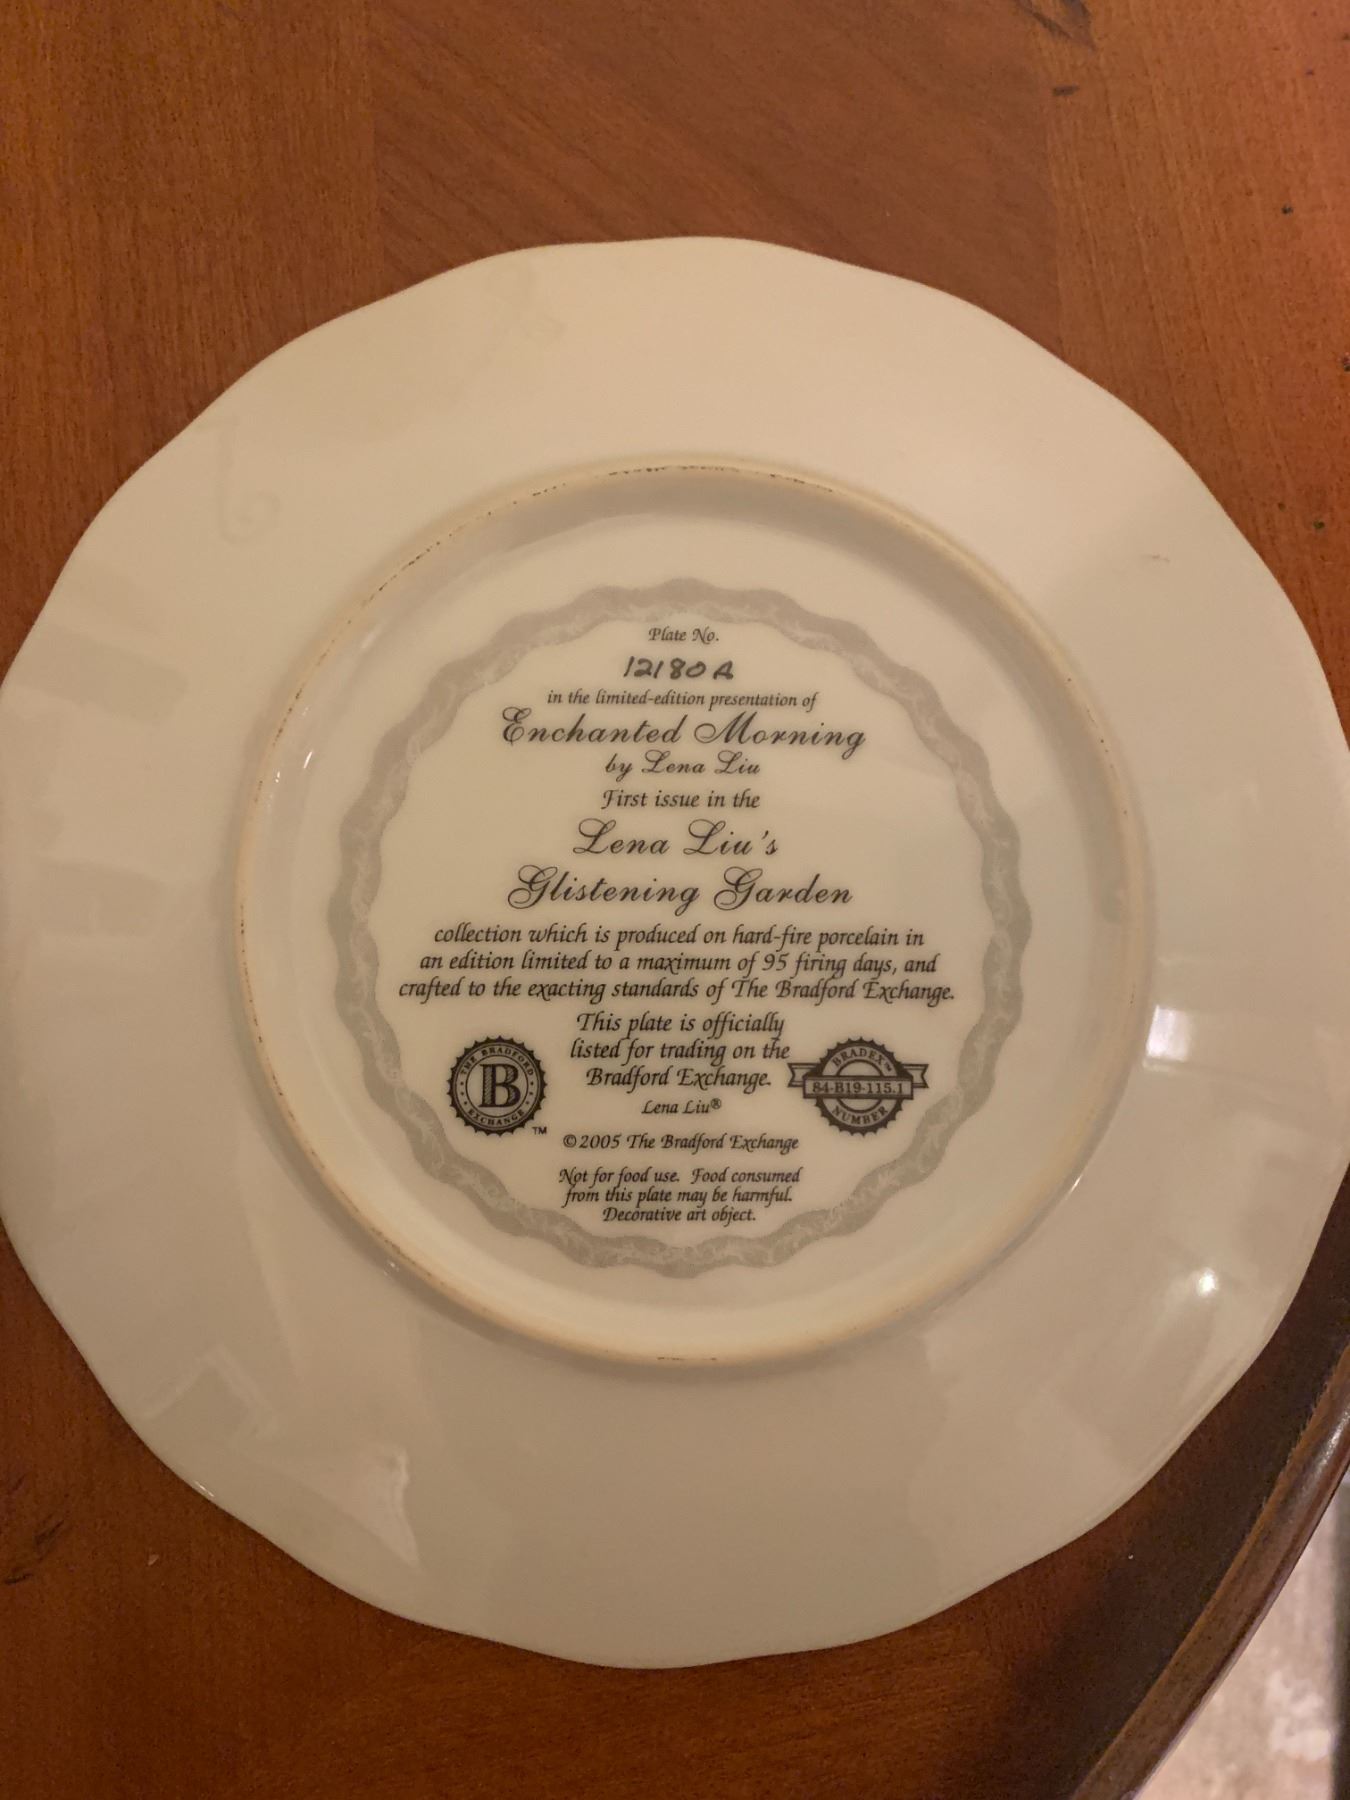 Plate No.
12180A
in the limited-edition presentation of
Enchanted Morning
by Lena Liu
First issue in the
Lena Liu's
Glistening Garden
collection which is produced on hard-fire porcelain in
an edition limited to a maximum of 95 firing days, and
crafted to the exacting standards of The Bradford Exchange.
This plate is officially
listed for trading on the
Bradford Exchange.
Lena Liu®
THE BRADFORD
B
EXCHANGE
™
BRADEX™
84-B19-115.1
NUMBER
©2005 The Bradford Exchange
Not for food use. Food consumed
from this plate may be harmful.
Decorative art object.